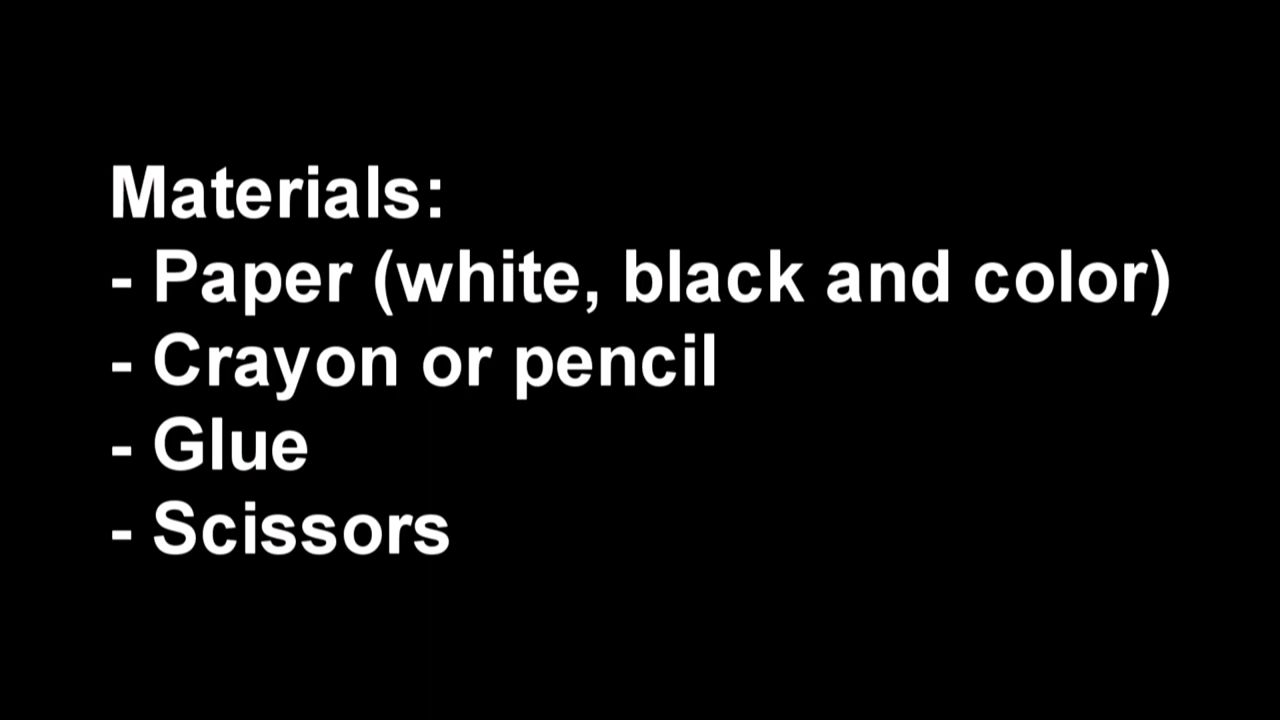 Materials:
- Paper (white, black and color)
- Crayon or pencil
- Glue
- Scissors